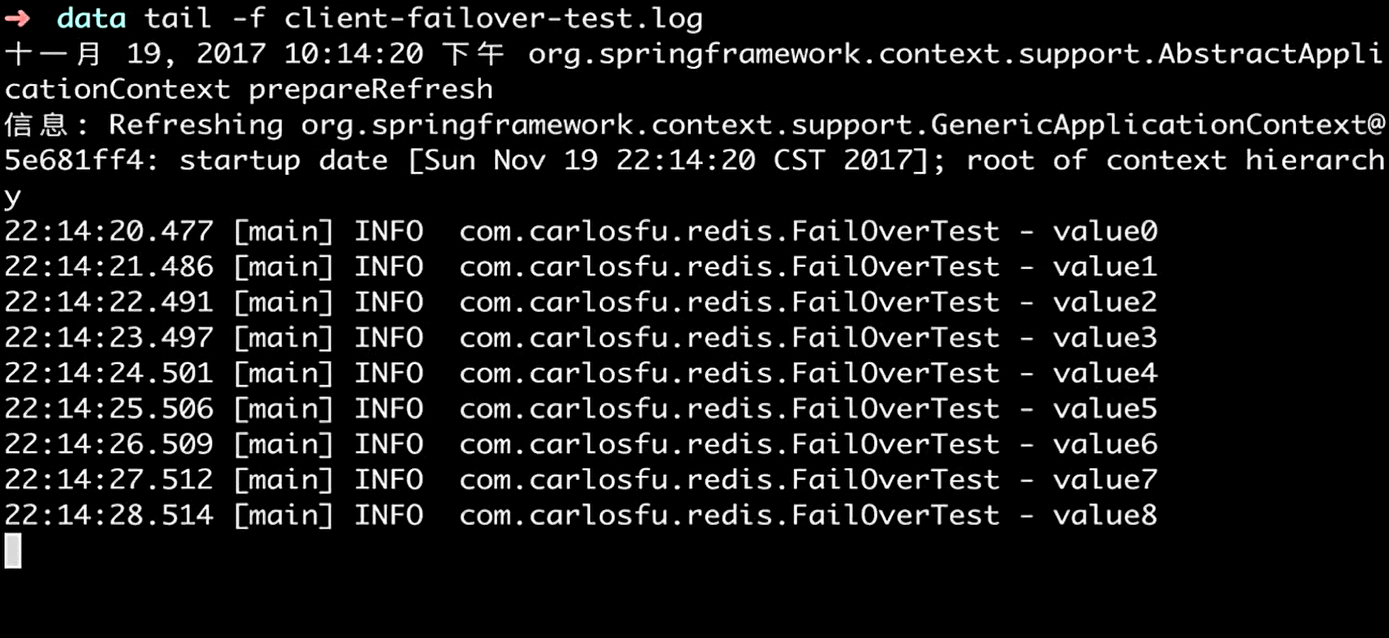 ➜ data tail -f client-failover-test.log
十一月 19, 2017 10:14:20 下午 org.springframework.context.support.AbstractAppli
cationContext prepareRefresh
信息: Refreshing org.springframework.context.support.GenericApplicationContext@
5e681ff4: startup date [Sun Nov 19 22:14:20 CST 2017]; root of context hierarch
y
22:14:20.477 [main] INFO  com.carlosfu.redis.FailOverTest - value0
22:14:21.486 [main] INFO  com.carlosfu.redis.FailOverTest - value1
22:14:22.491 [main] INFO  com.carlosfu.redis.FailOverTest - value2
22:14:23.497 [main] INFO  com.carlosfu.redis.FailOverTest - value3
22:14:24.501 [main] INFO  com.carlosfu.redis.FailOverTest - value4
22:14:25.506 [main] INFO  com.carlosfu.redis.FailOverTest - value5
22:14:26.509 [main] INFO  com.carlosfu.redis.FailOverTest - value6
22:14:27.512 [main] INFO  com.carlosfu.redis.FailOverTest - value7
22:14:28.514 [main] INFO  com.carlosfu.redis.FailOverTest - value8